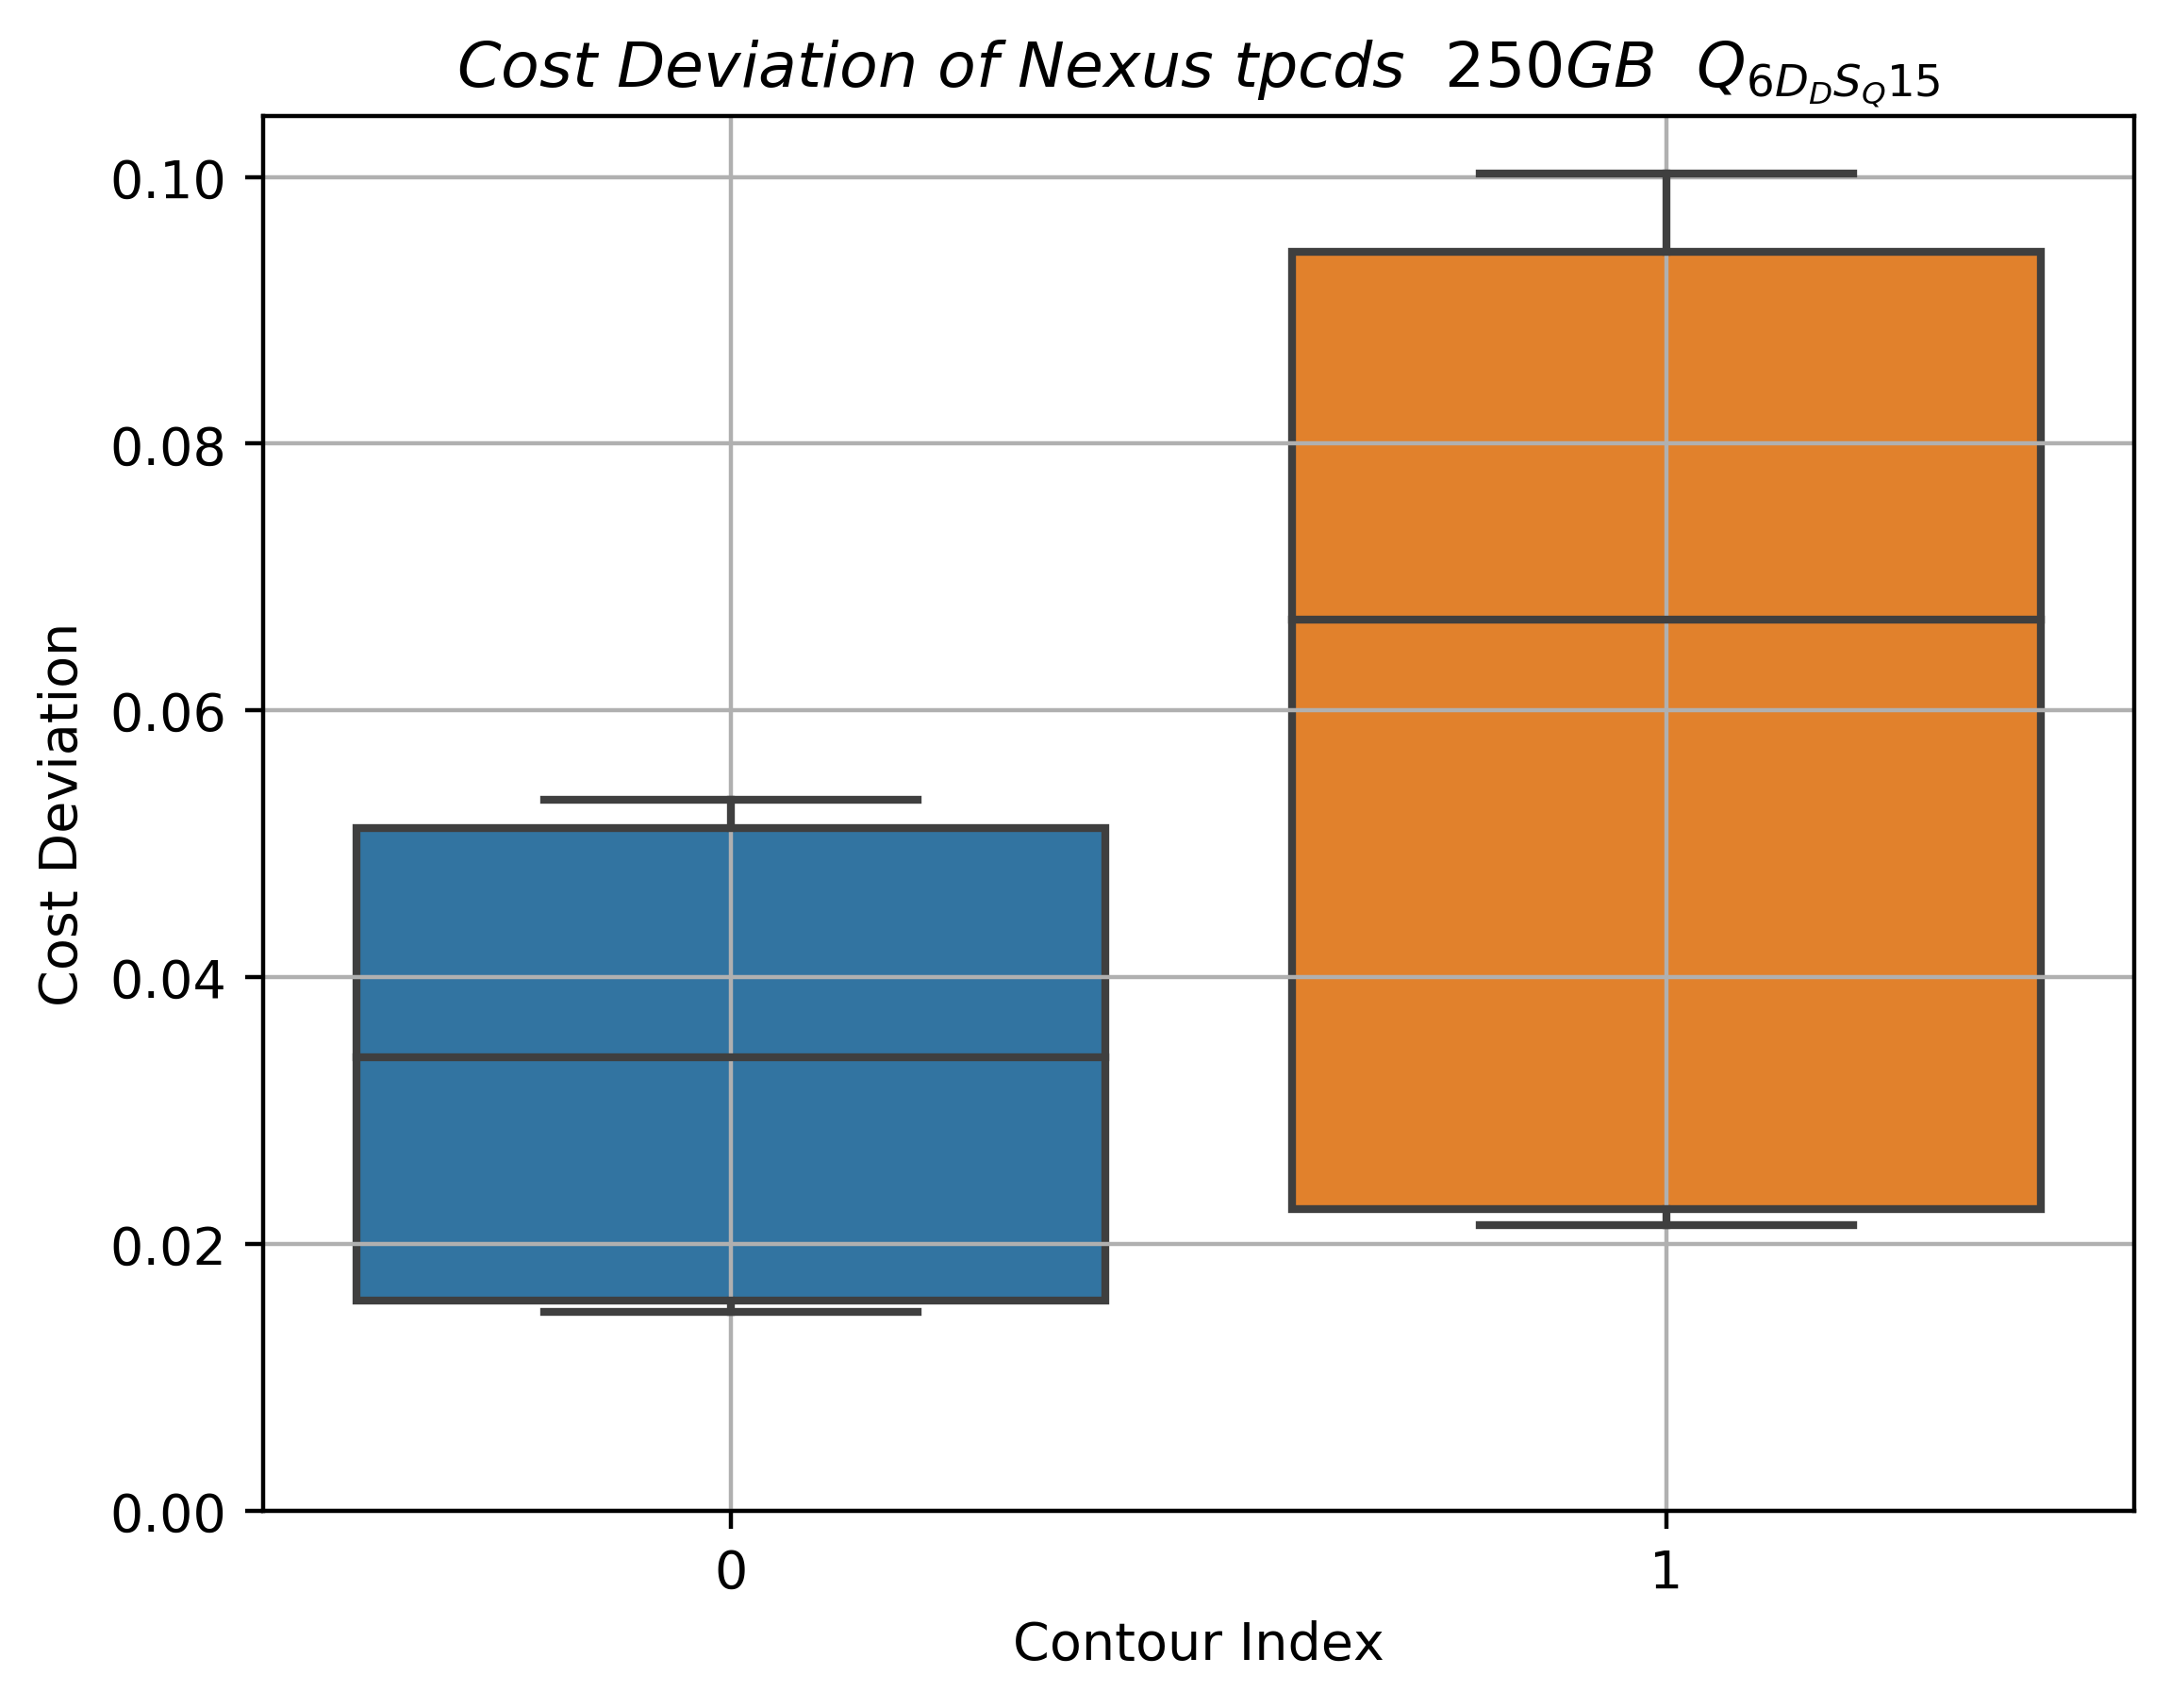 Cost Deviation of Nexus tpcds 250GB Q6DDSQ15
0.10
0.08
0.06
0.04
0.02
0.00
Cost Deviation
0 1
Contour Index